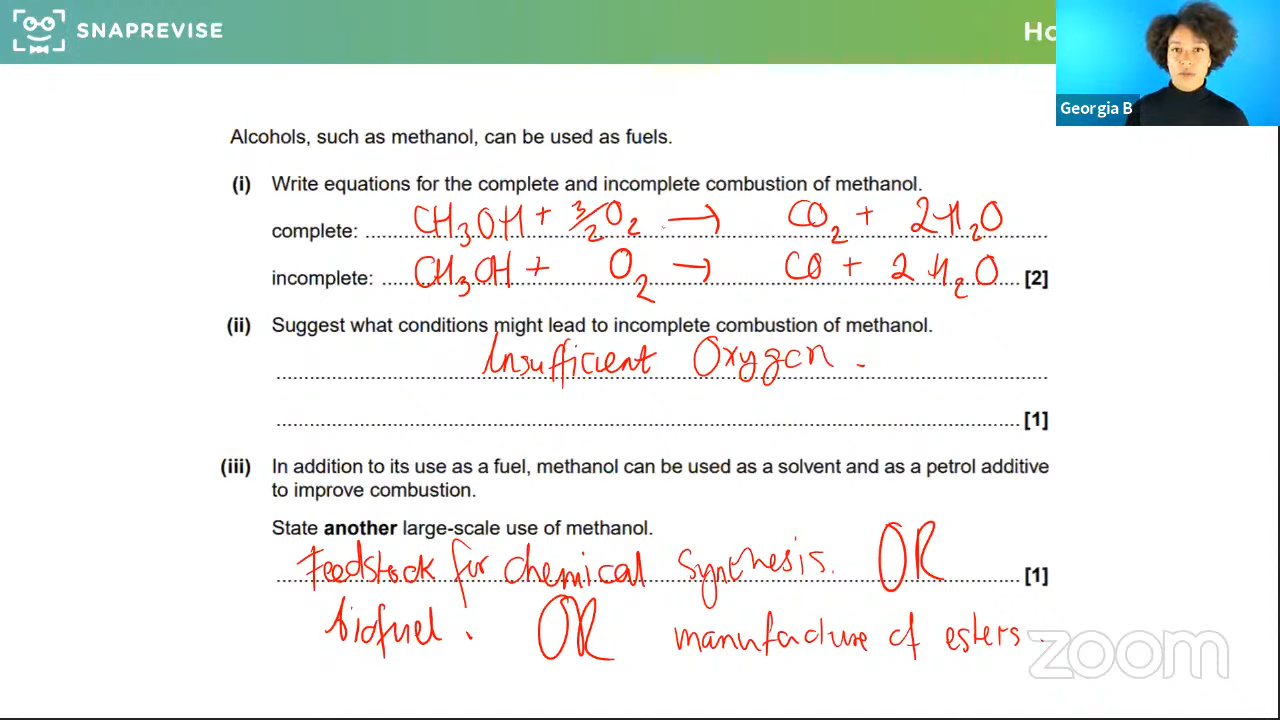 SNAPREVISE
Ho
Georgia B
Alcohols, such as methanol, can be used as fuels.
(i) Write equations for the complete and incomplete combustion of methanol.
complete: CH₃OH + 3/2 O₂ → CO₂ + 2H₂O
incomplete: CH₃OH + O₂ → CO + 2H₂O [2]
(ii) Suggest what conditions might lead to incomplete combustion of methanol.
Insufficient Oxygen.
[1]
(iii) In addition to its use as a fuel, methanol can be used as a solvent and as a petrol additive
to improve combustion.
State another large-scale use of methanol.
Feedstock for chemical synthesis. OR [1]
biofuel. OR manufacture of esters.
zoom